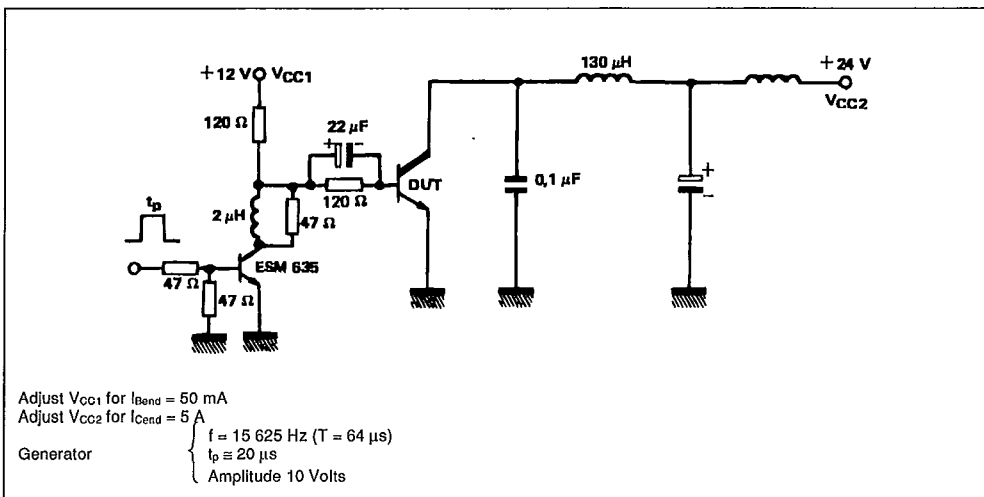 +12 V VCC1
120 Ω
22 μF
+ -
120 Ω
DUT
130 μH
+24 V
VCC2
0,1 μF
+
-
2 μH
47 Ω
tp
ESM 635
47 Ω
47 Ω
Adjust VCC1 for IBend = 50 mA
Adjust VCC2 for ICend = 5 A
Generator
f = 15 625 Hz (T = 64 μs)
tp ≅ 20 μs
Amplitude 10 Volts